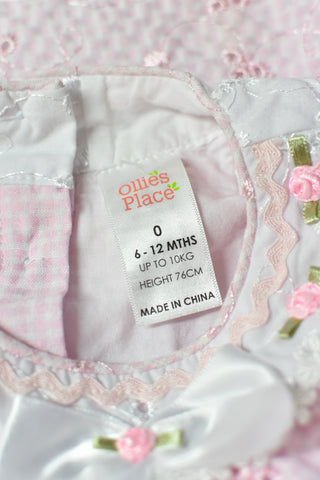 ollie's
Place
0
6 - 12 MTHS
UP TO 10KG
HEIGHT 76CM
MADE IN CHINA